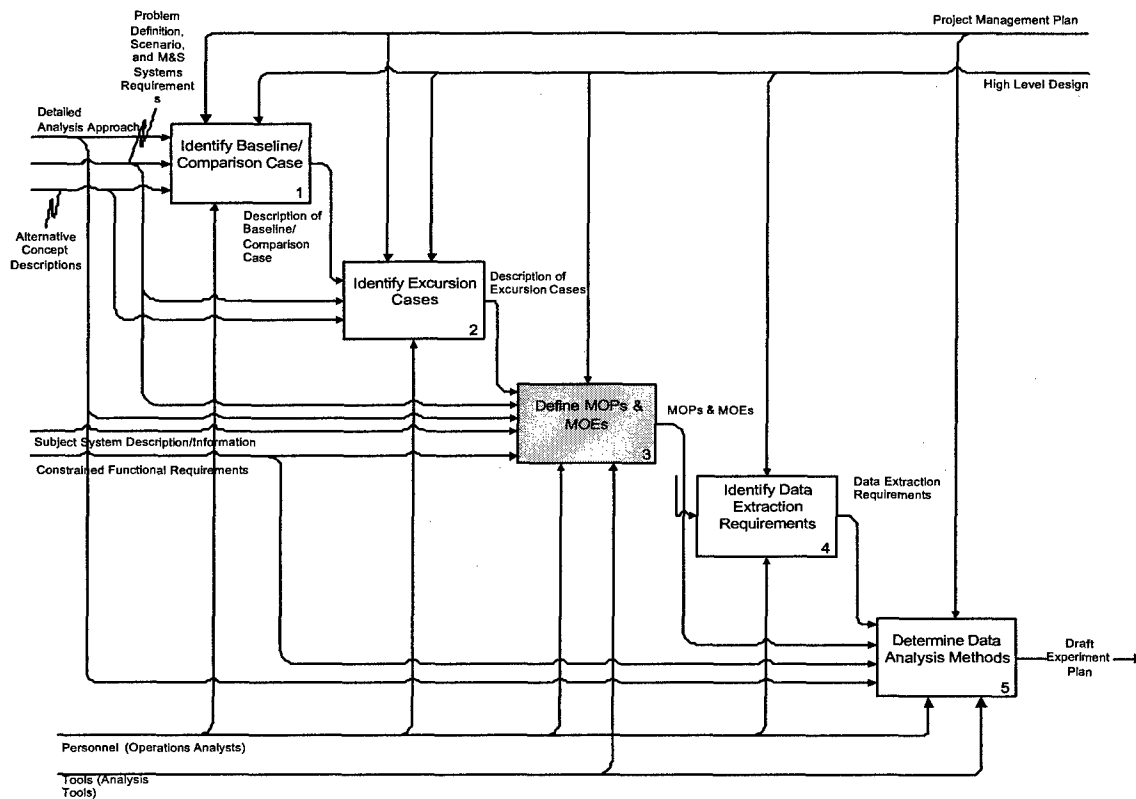 Problem
Definition,
Scenario,
and M&S
Systems
Requirement
s
Project Management Plan
High Level Design
Detailed
Analysis Approach
Identify Baseline/
Comparison Case
1
Alternative
Concept
Descriptions
Description of
Baseline/
Comparison
Case
Identify Excursion
Cases
2
Description of
Excursion Cases
Define MOPs &
MOEs
3
MOPs & MOEs
Subject System Description/Information
Constrained Functional Requirements
Identify Data
Extraction
Requirements
4
Data Extraction
Requirements
Determine Data
Analysis Methods
5
Draft
Experiment
Plan
Personnel (Operations Analysts)
Tools (Analysis
Tools)